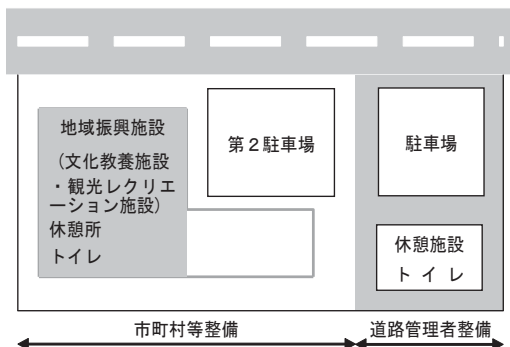 地域振興施設
(文化教養施設
・観光レクリエ
ーション施設)
休憩所
トイレ
第2駐車場
駐車場
休憩施設
トイレ
市町村等整備
道路管理者整備